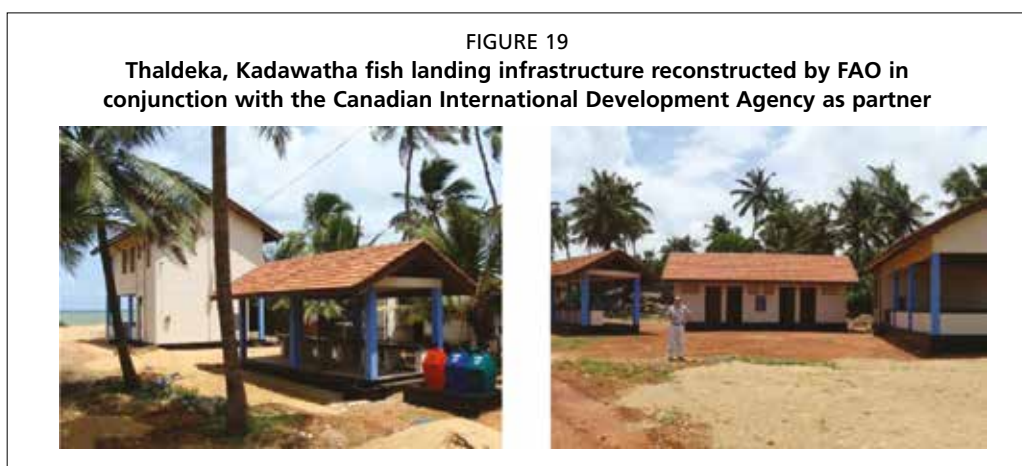 FIGURE 19
Thaldeka, Kadawatha fish landing infrastructure reconstructed by FAO in
conjunction with the Canadian International Development Agency as partner